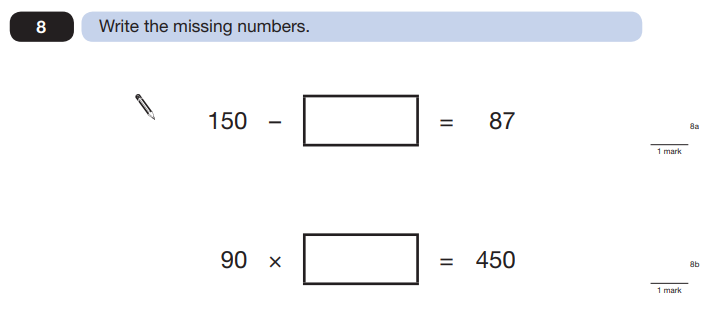 8 Write the missing numbers.
150 − = 87
8a
1 mark
90 × = 450
8b
1 mark